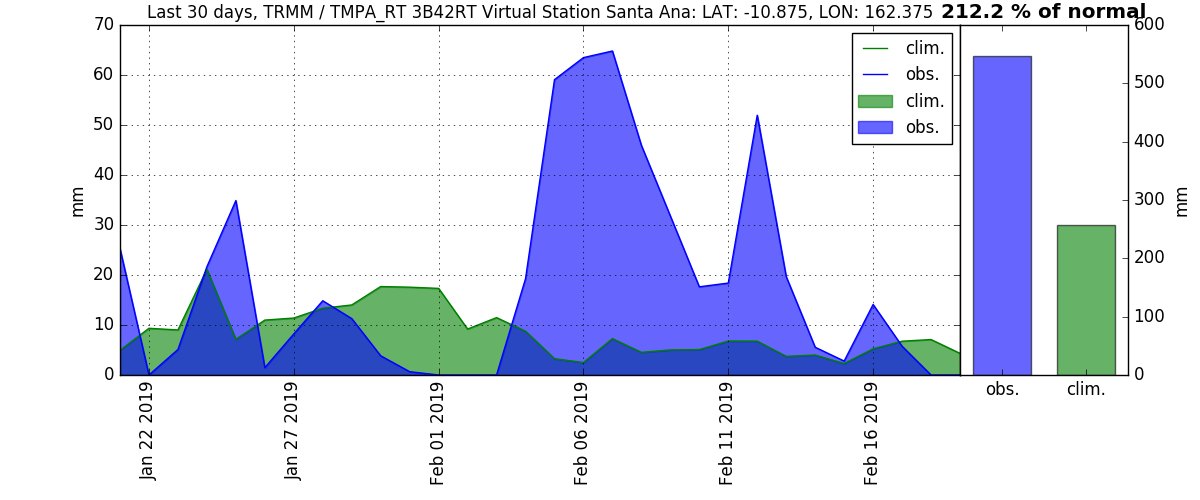 Last 30 days, TRMM / TMPA_RT 3B42RT Virtual Station Santa Ana: LAT: -10.875, LON: 162.375 212.2 % of normal
70
60
50
40
30
20
10
0
mm
clim.
obs.
clim.
obs.
Jan 22 2019
Jan 27 2019
Feb 01 2019
Feb 06 2019
Feb 11 2019
Feb 16 2019
600
500
400
300
200
100
0
mm
obs.
clim.